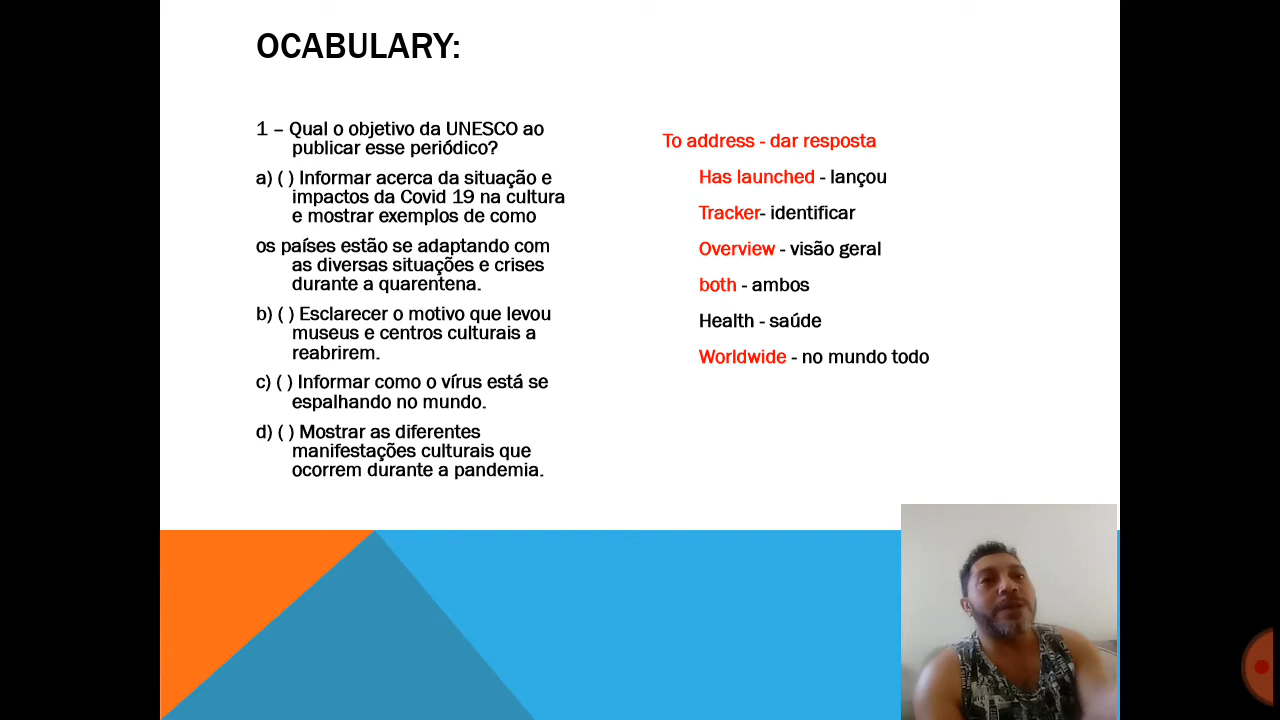 OCABULARY:
1 – Qual o objetivo da UNESCO ao
publicar esse periódico?
a) ( ) Informar acerca da situação e
impactos da Covid 19 na cultura
e mostrar exemplos de como
os países estão se adaptando com
as diversas situações e crises
durante a quarentena.
b) ( ) Esclarecer o motivo que levou
museus e centros culturais a
reabrirem.
c) ( ) Informar como o vírus está se
espalhando no mundo.
d) ( ) Mostrar as diferentes
manifestações culturais que
ocorrem durante a pandemia.
To address - dar resposta
Has launched - lançou
Tracker- identificar
Overview - visão geral
both - ambos
Health - saúde
Worldwide - no mundo todo